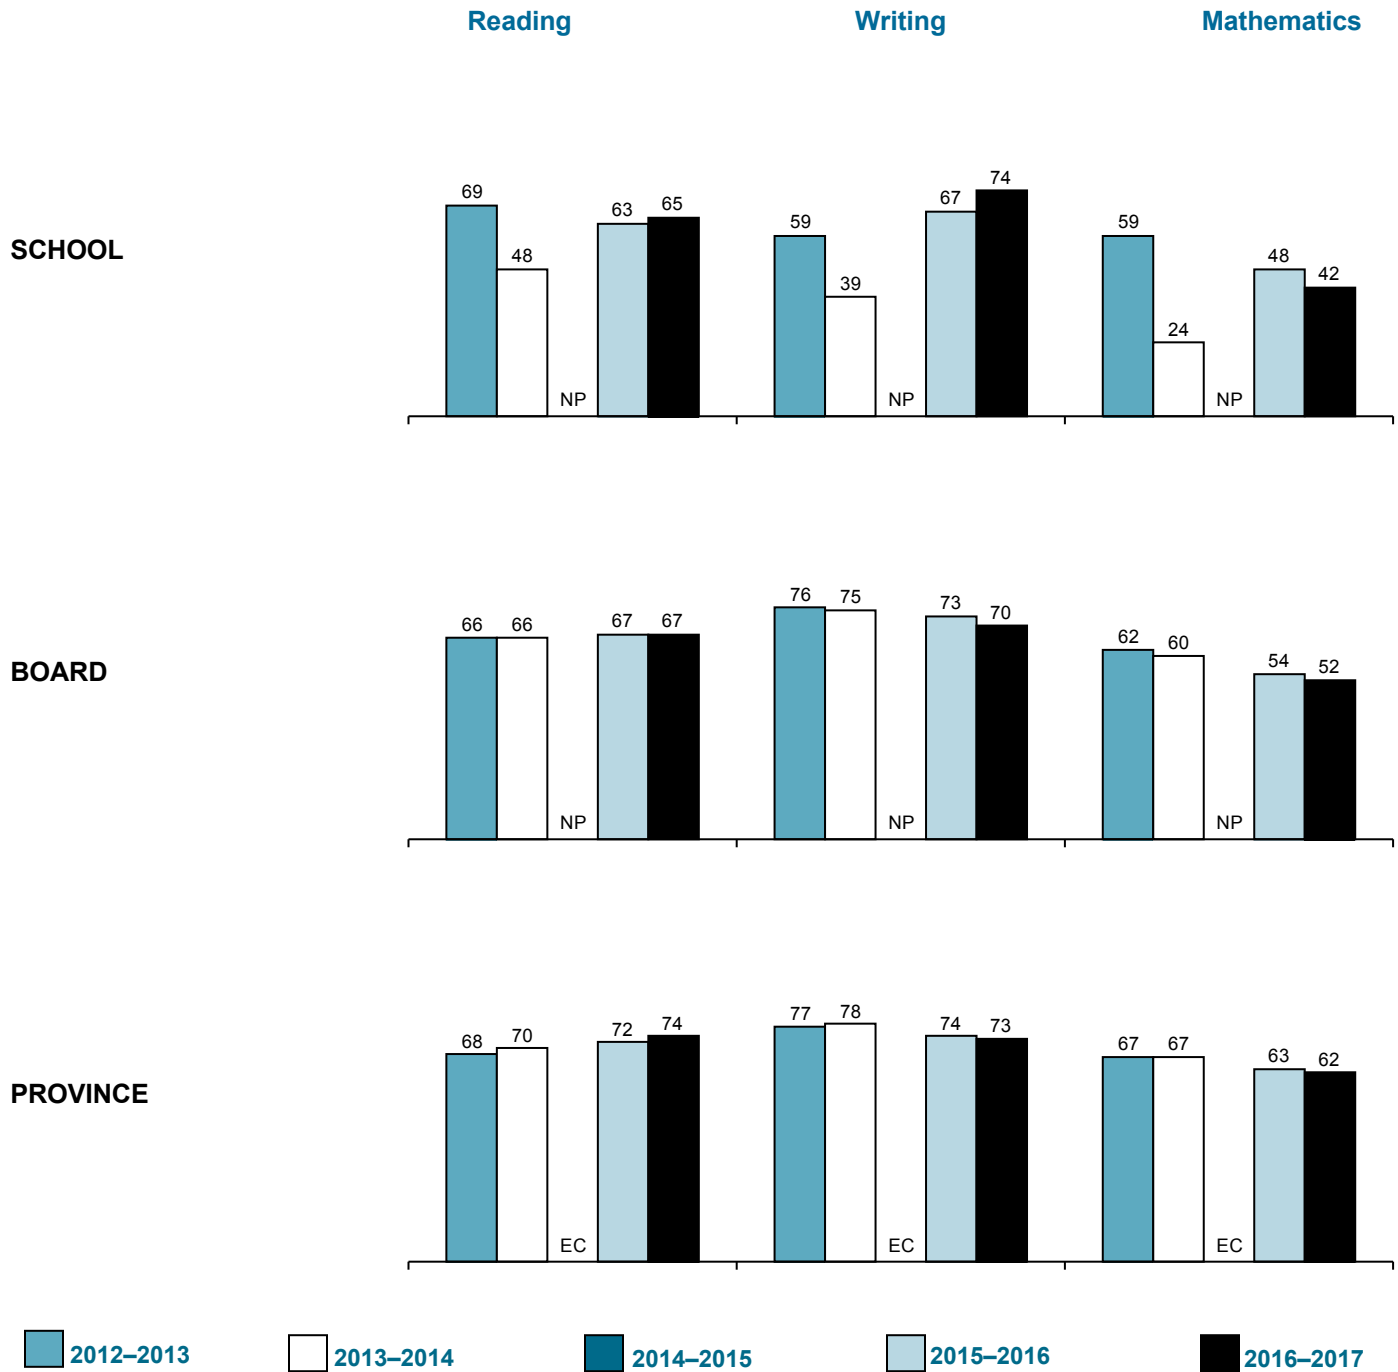 Reading Writing Mathematics
SCHOOL
69 48 NP 63 65 59 39 NP 67 74 59 24 NP 48 42
BOARD
66 66 NP 67 67 76 75 NP 73 70 62 60 NP 54 52
PROVINCE
68 70 EC 72 74 77 78 EC 74 73 67 67 EC 63 62
2012–2013 2013–2014 2014–2015 2015–2016 2016–2017